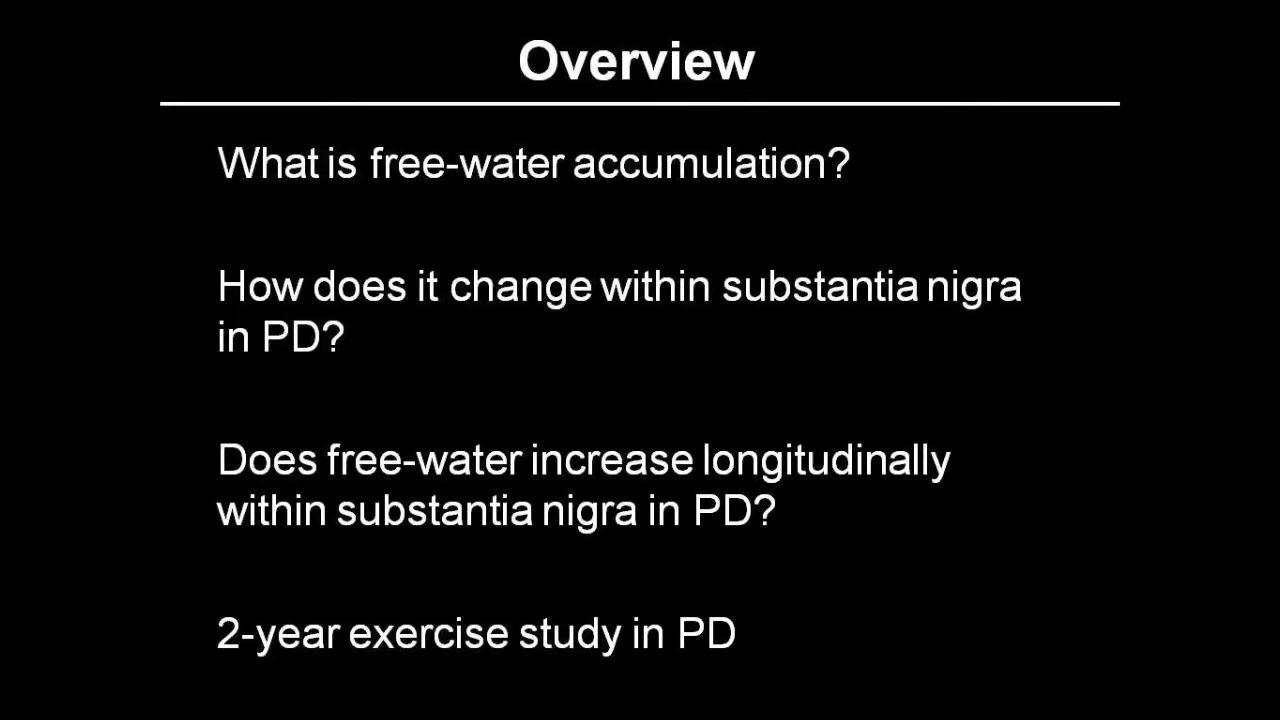 Overview
What is free-water accumulation?
How does it change within substantia nigra
in PD?
Does free-water increase longitudinally
within substantia nigra in PD?
2-year exercise study in PD